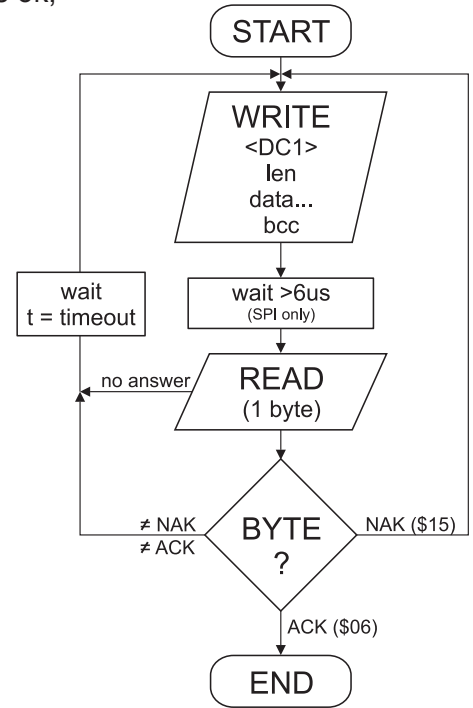 START
WRITE
<DC1>
len
data...
bcc
wait
t = timeout
wait >6us
(SPI only)
no answer
READ
(1 byte)
≠ NAK
≠ ACK
BYTE
?
NAK ($15)
ACK ($06)
END